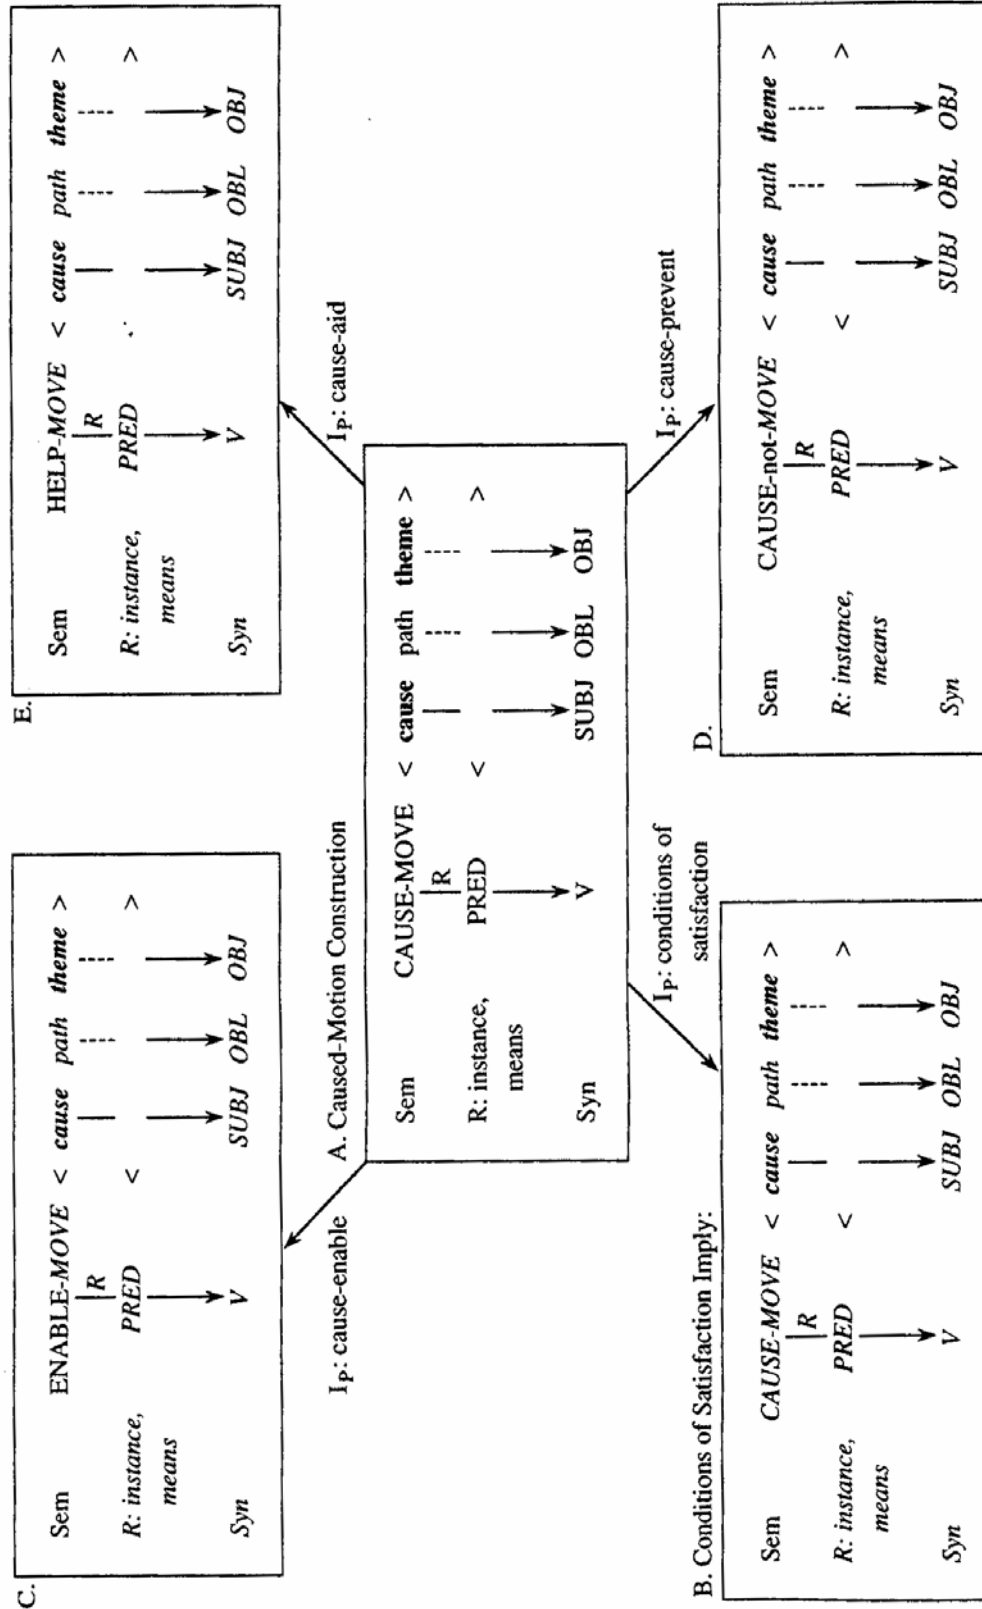 C.
Sem ENABLE-MOVE < cause path theme >
R
R: instance, PRED < >
means
Syn V SUBJ OBL OBJ
E.
Sem HELP-MOVE < cause path theme >
R
R: instance, PRED < >
means
Syn V SUBJ OBL OBJ
Ip: cause-enable
Ip: cause-aid
A. Caused-Motion Construction
Sem CAUSE-MOVE < cause path theme >
R
R: instance, PRED < >
means
Syn V SUBJ OBL OBJ
Ip: conditions of
satisfaction
Ip: cause-prevent
B. Conditions of Satisfaction Imply:
Sem CAUSE-MOVE < cause path theme >
R
R: instance, PRED < >
means
Syn V SUBJ OBL OBJ
D.
Sem CAUSE-not-MOVE < cause path theme >
R
R: instance, PRED < >
means
Syn V SUBJ OBL OBJ